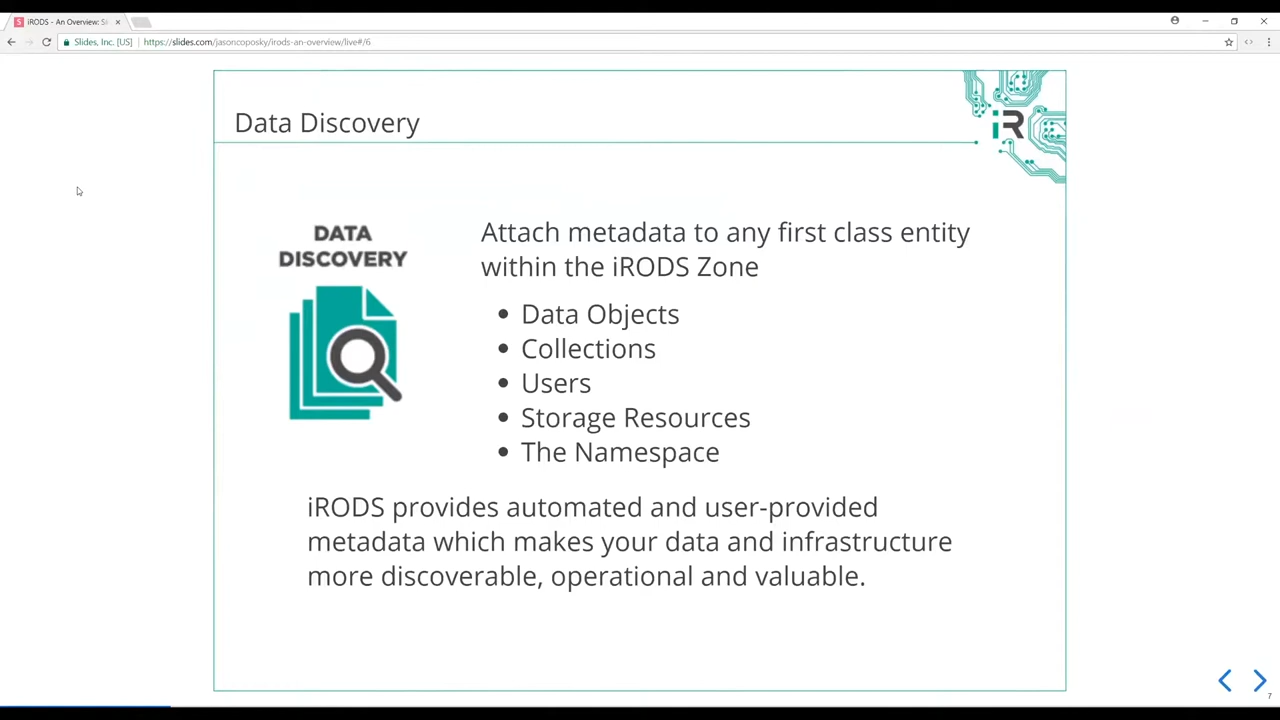 iRODS - An Overview: Sl
Slides, Inc. [US] https://slides.com/jasoncoposky/irods-an-overview/live#/6
Data Discovery
iR
DATA
DISCOVERY
Attach metadata to any first class entity
within the iRODS Zone
• Data Objects
• Collections
• Users
• Storage Resources
• The Namespace
iRODS provides automated and user-provided
metadata which makes your data and infrastructure
more discoverable, operational and valuable.
7